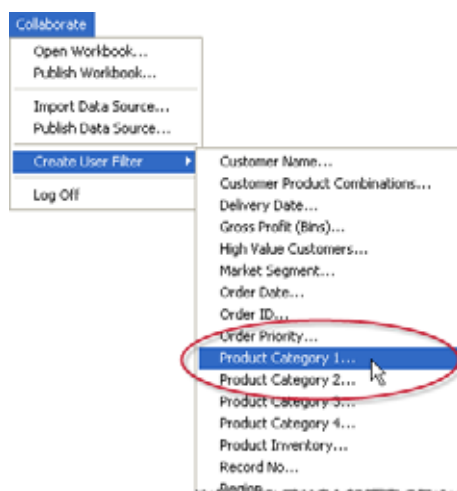 Collaborate
Open Workbook...
Publish Workbook...
Import Data Source...
Publish Data Source...
Create User Filter
Log Off
Customer Name...
Customer Product Combinations...
Delivery Date...
Gross Profit (Bins)...
High Value Customers...
Market Segment...
Order Date...
Order ID...
Order Priority...
Product Category 1...
Product Category 2...
Product Category 3...
Product Category 4...
Product Inventory...
Record No...
Region